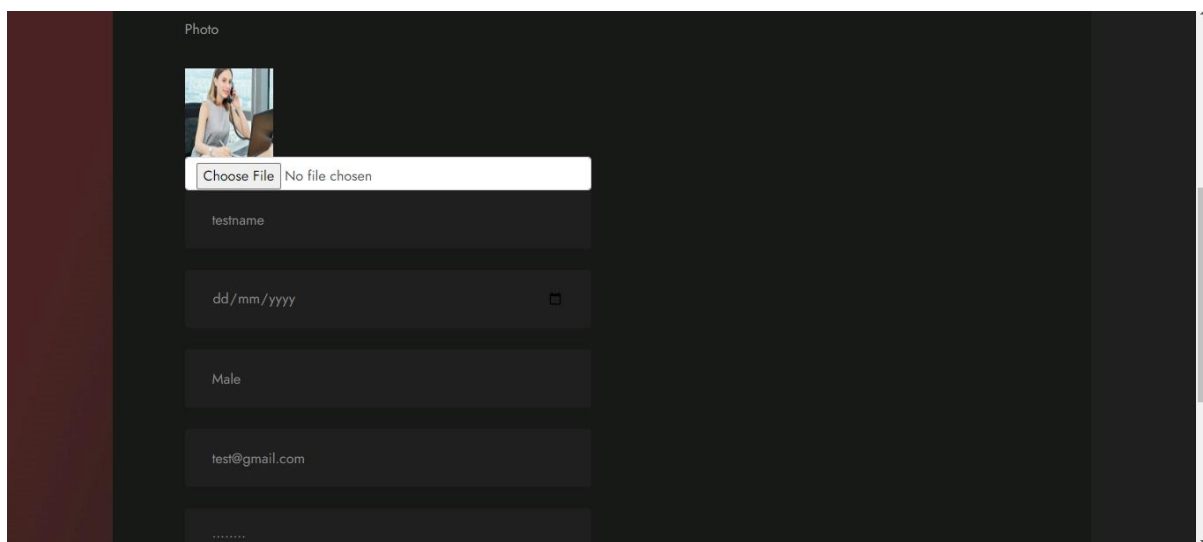 Photo
Choose File No file chosen
testname
dd/mm/yyyy
Male
test@gmail.com
........